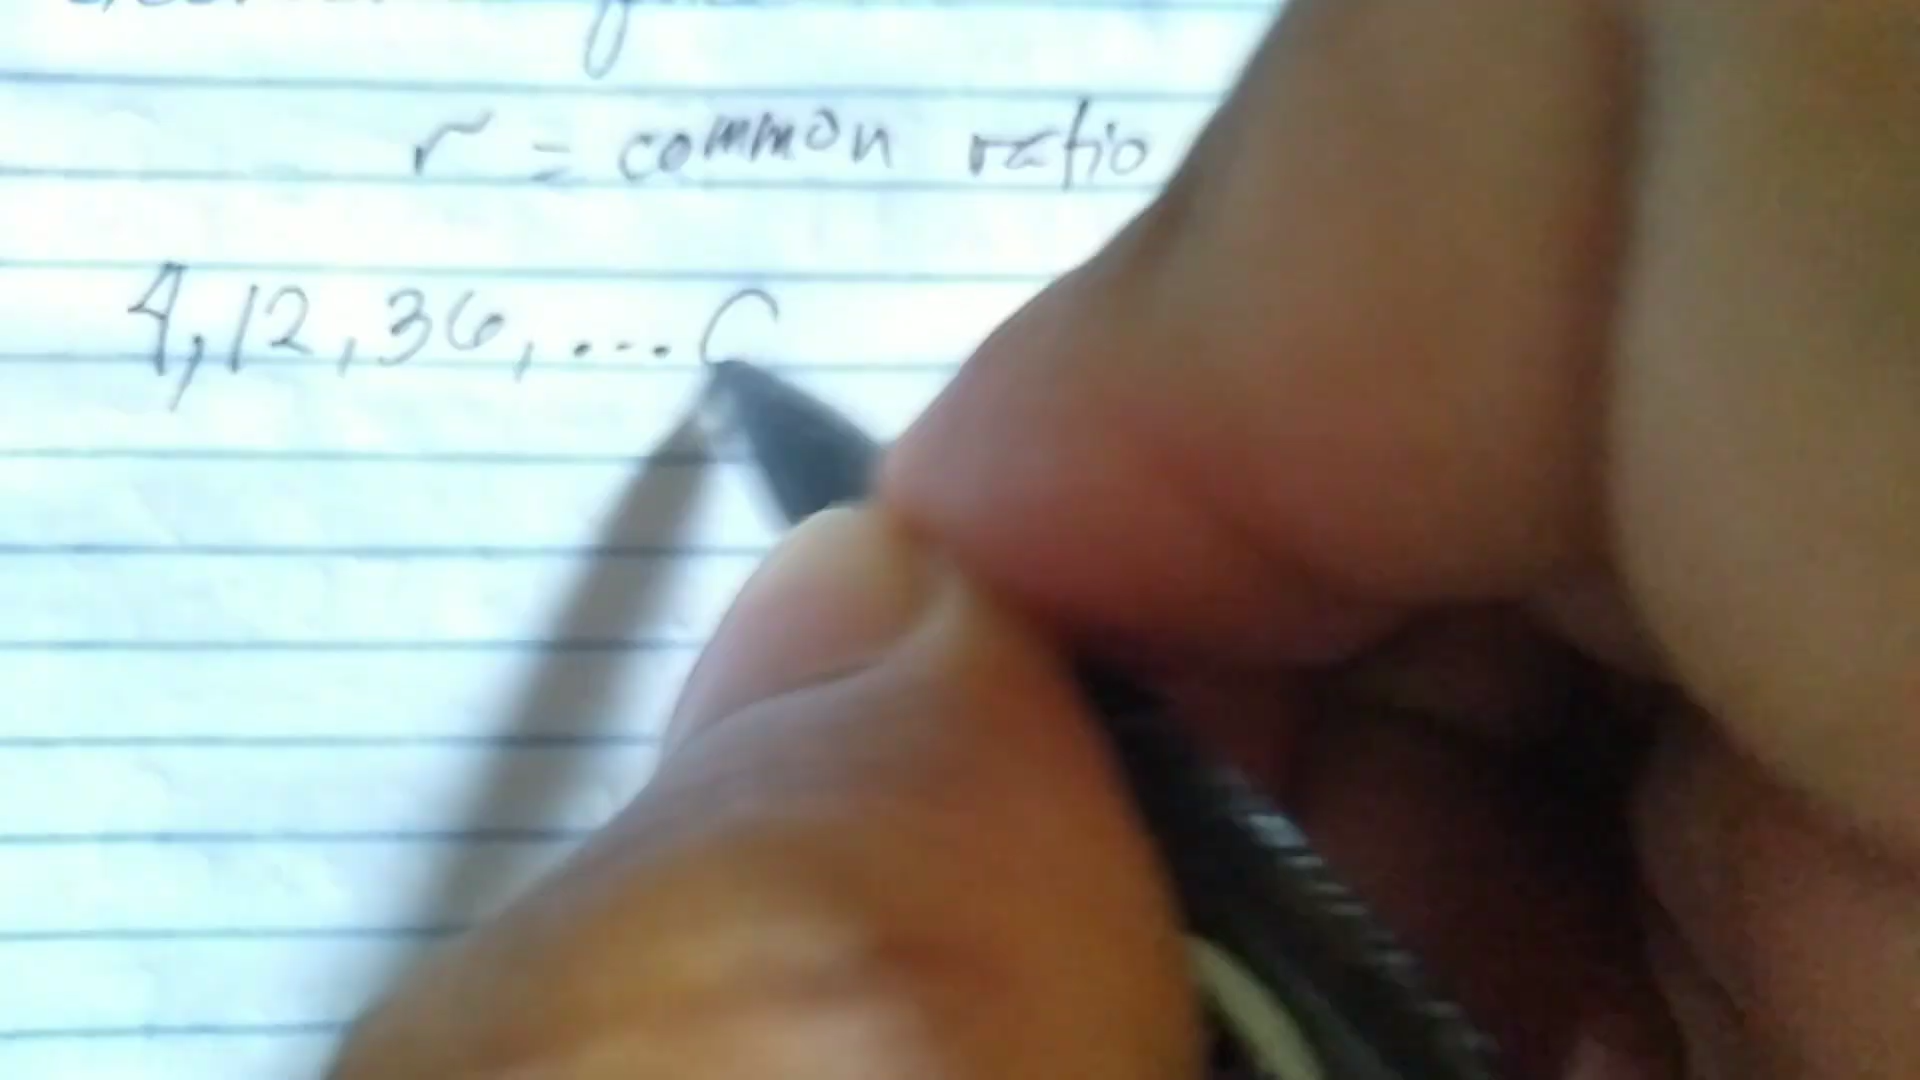 r = common ratio
4, 12, 36, ... C